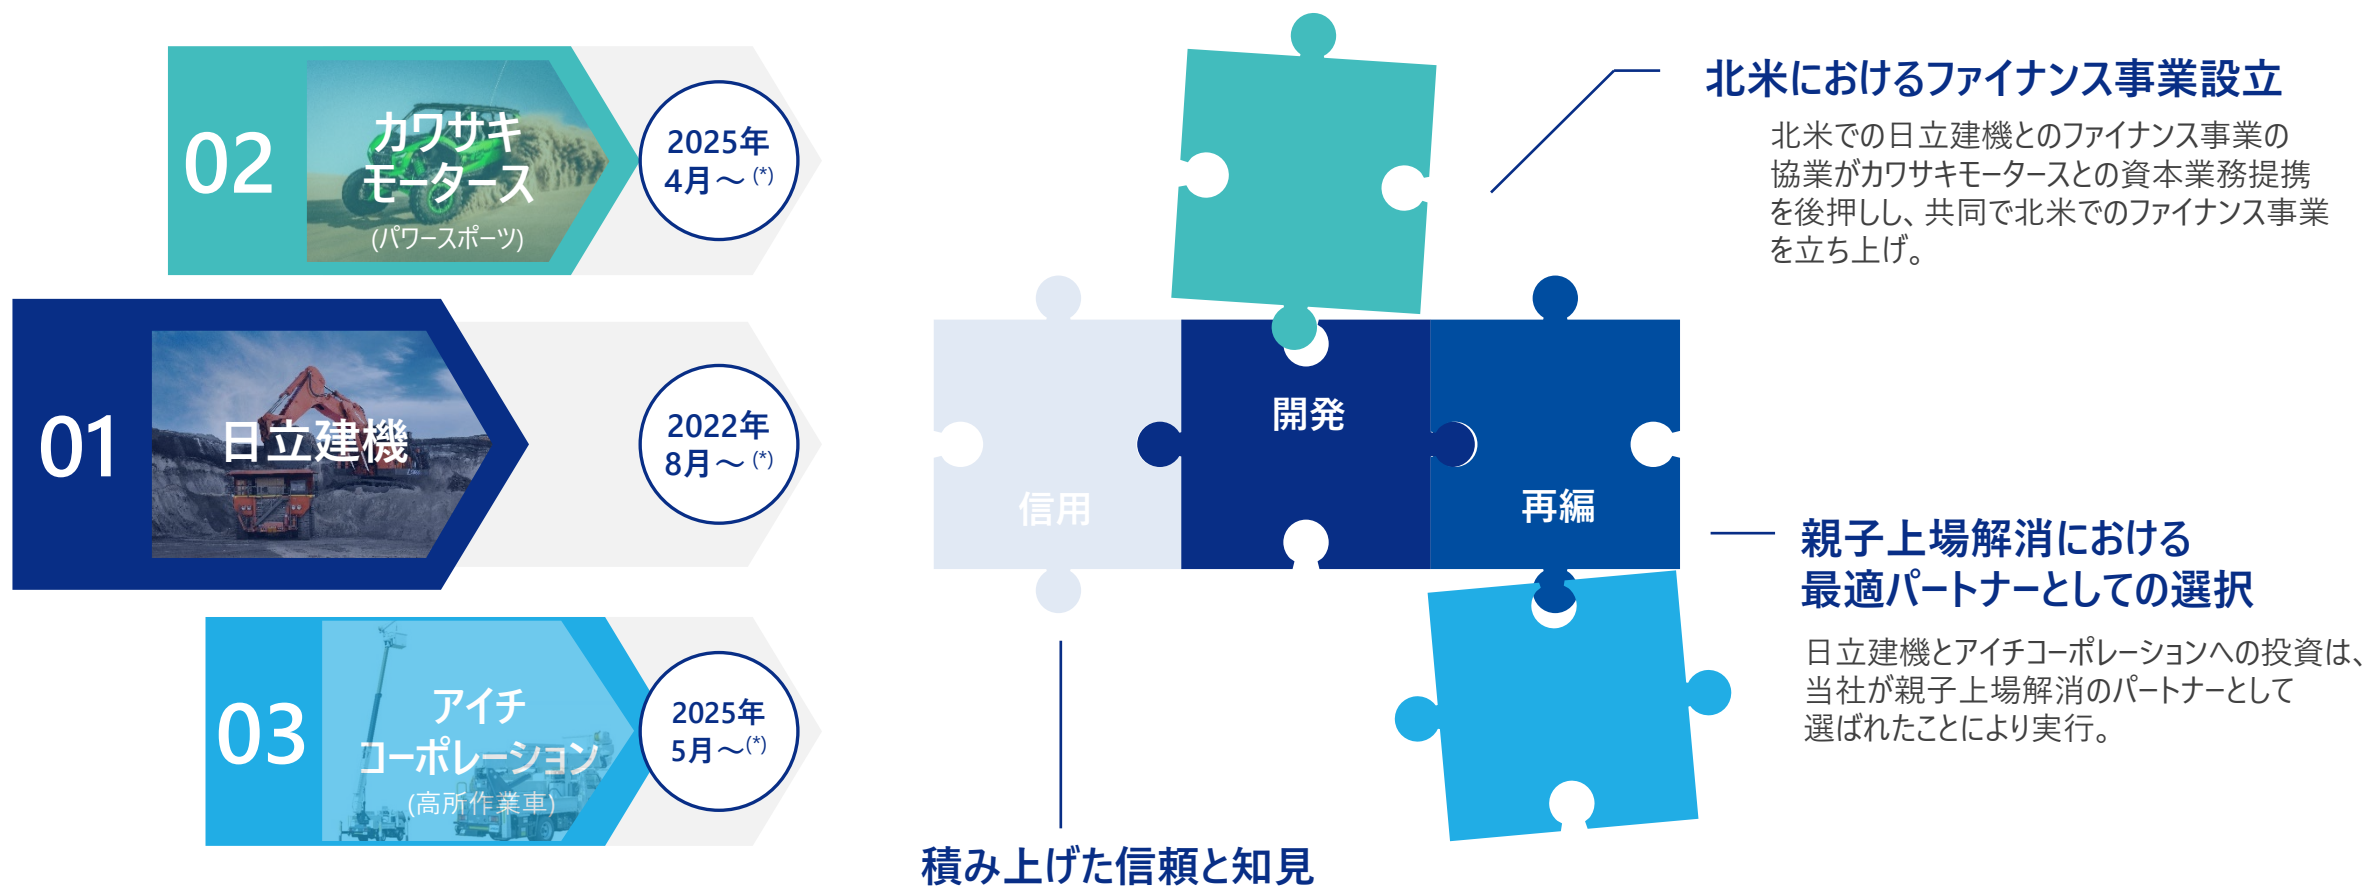 02
カワサキ
モータース
(パワースポーツ)
2025年
4月～(*)
01
日立建機
2022年
8月～(*)
03
アイチ
コーポレーション
(高所作業車)
2025年
5月～(*)
信用
開発
再編
積み上げた信頼と知見
北米におけるファイナンス事業設立
北米での日立建機とのファイナンス事業の
協業がカワサキモータースとの資本業務提携
を後押しし、共同で北米でのファイナンス事業
を立ち上げ。
親子上場解消における
最適パートナーとしての選択
日立建機とアイチコーポレーションへの投資は、
当社が親子上場解消のパートナーとして
選ばれたことにより実行。